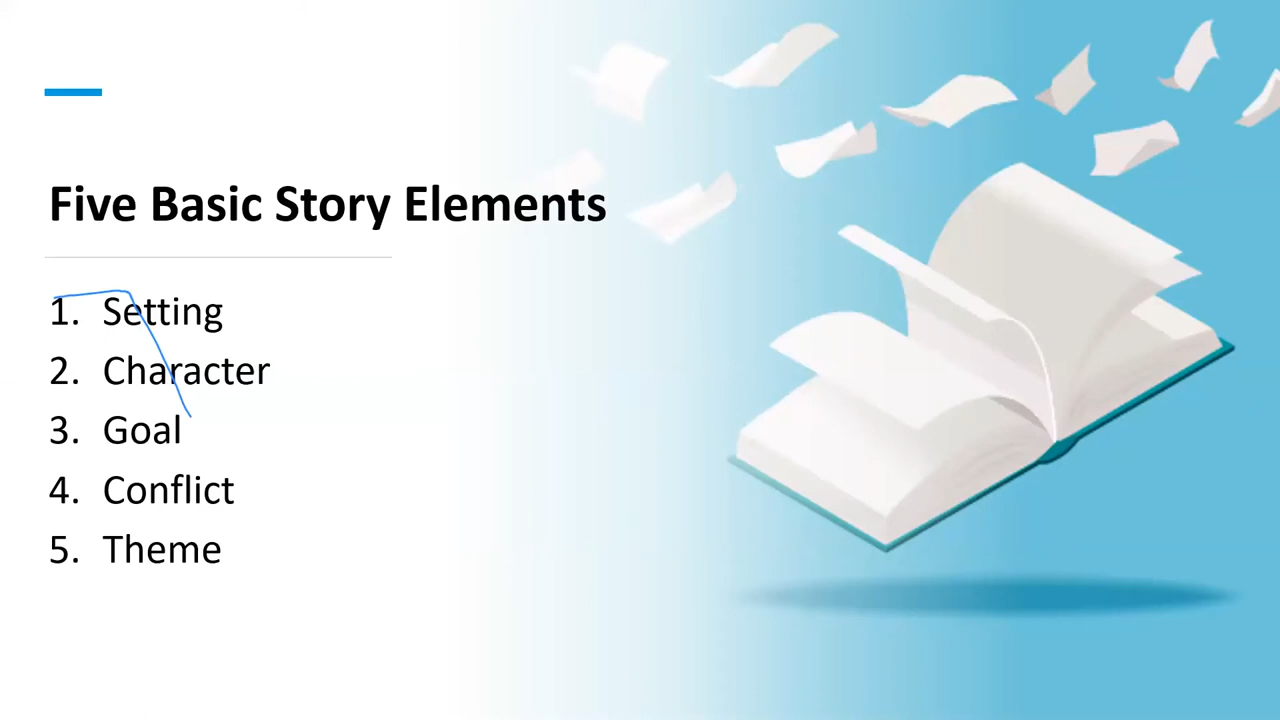 Five Basic Story Elements
1. Setting
2. Character
3. Goal
4. Conflict
5. Theme